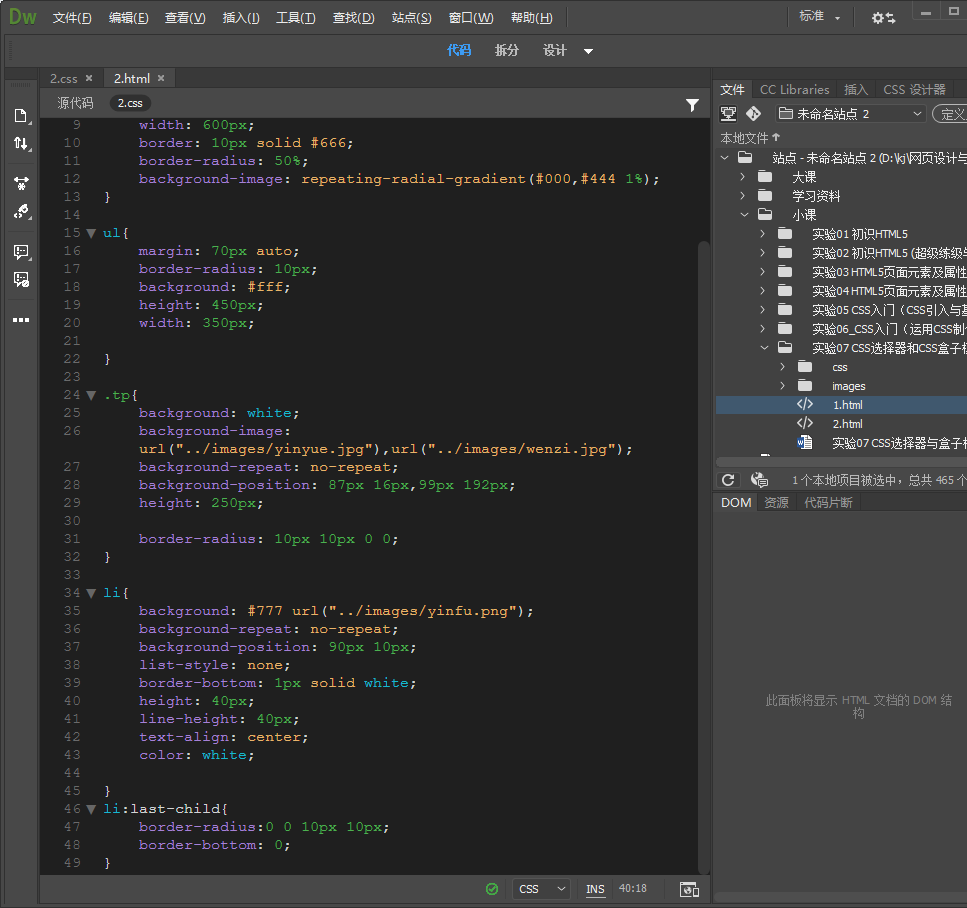 Dw 文件(F) 编辑(E) 查看(V) 插入(I) 工具(T) 查找(D) 站点(S) 窗口(W) 帮助(H) 标准
代码 拆分 设计
2.css × 2.html ×
源代码 2.css
9 width: 600px;
10 border: 10px solid #666;
11 border-radius: 50%;
12 background-image: repeating-radial-gradient(#000,#444 1%);
13 }
14
15 ul{
16 margin: 70px auto;
17 border-radius: 10px;
18 background: #fff;
19 height: 450px;
20 width: 350px;
21
22 }
23
24 .tp{
25 background: white;
26 background-image:
url("../images/yinyue.jpg"),url("../images/wenzi.jpg");
27 background-repeat: no-repeat;
28 background-position: 87px 16px,99px 192px;
29 height: 250px;
30
31 border-radius: 10px 10px 0 0;
32 }
33
34 li{
35 background: #777 url("../images/yinfu.png");
36 background-repeat: no-repeat;
37 background-position: 90px 10px;
38 list-style: none;
39 border-bottom: 1px solid white;
40 height: 40px;
41 line-height: 40px;
42 text-align: center;
43 color: white;
44
45 }
46 li:last-child{
47 border-radius:0 0 10px 10px;
48 border-bottom: 0;
49 }
CSS INS 40:18
文件 CC Libraries 插入 CSS 设计器
未命名站点 2 定义
本地文件↑
站点 - 未命名站点 2 (D:\kj\网页设计与
大课
学习资料
小课
实验01 初识HTML5
实验02 初识HTML5 (超级练级
实验03 HTML5页面元素及属性
实验04 HTML5页面元素及属性
实验05 CSS入门（CSS引入与
实验06_CSS入门（运用CSS制
实验07 CSS选择器和CSS盒子
css
images
1.html
2.html
实验07 CSS选择器与盒子
1 个本地项目被选中，总共 465 个
DOM 资源 代码片断
此面板将显示 HTML 文档的 DOM 结
构